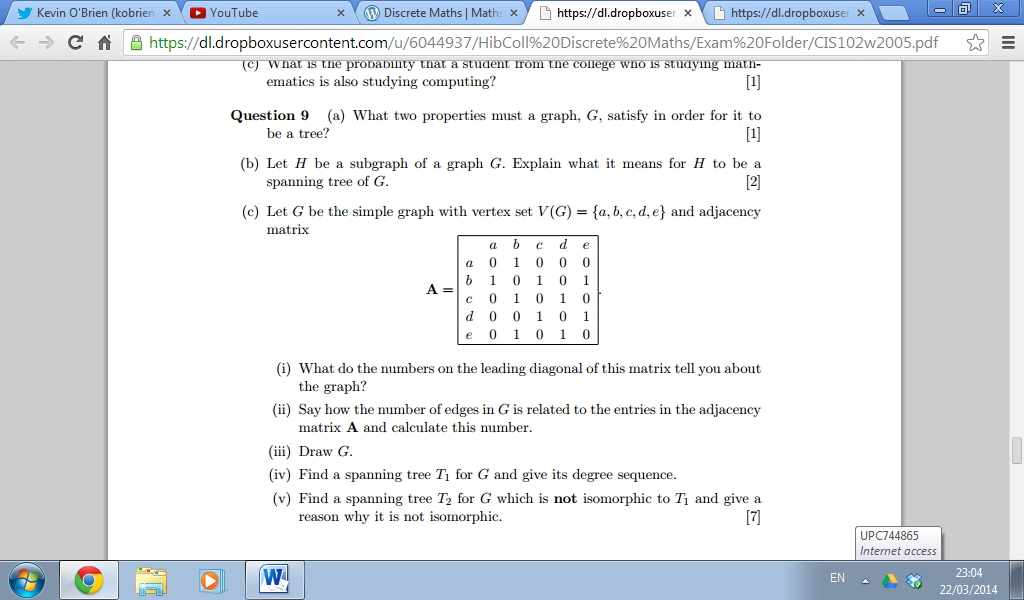 Kevin O'Brien (kobrien × YouTube × Discrete Maths | Maths × https://dl.dropboxuser × https://dl.dropboxuser ×
https://dl.dropboxusercontent.com/u/6044937/HibColl%20Discrete%20Maths/Exam%20Folder/CIS102w2005.pdf
(c) What is the probability that a student from the college who is studying math-
ematics is also studying computing? [1]
Question 9 (a) What two properties must a graph, G, satisfy in order for it to
be a tree? [1]
(b) Let H be a subgraph of a graph G. Explain what it means for H to be a
spanning tree of G. [2]
(c) Let G be the simple graph with vertex set V(G) = {a, b, c, d, e} and adjacency
matrix
a b c d e
a 0 1 0 0 0
b 1 0 1 0 1
A = c 0 1 0 1 0 .
d 0 0 1 0 1
e 0 1 0 1 0
(i) What do the numbers on the leading diagonal of this matrix tell you about
the graph?
(ii) Say how the number of edges in G is related to the entries in the adjacency
matrix A and calculate this number.
(iii) Draw G.
(iv) Find a spanning tree T₁ for G and give its degree sequence.
(v) Find a spanning tree T₂ for G which is not isomorphic to T₁ and give a
reason why it is not isomorphic. [7]
UPC744865
Internet access
EN
23:04
22/03/2014